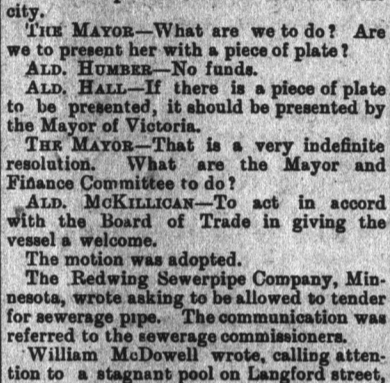 city.
THE MAYOR—What are we to do? Are
we to present her with a piece of plate?
ALD. HUMBER—No funds.
ALD. HALL—If there is a piece of plate
to be presented, it should be presented by
the Mayor of Victoria.
THE MAYOR—That is a very indefinite
resolution. What are the Mayor and
Finance Committee to do?
ALD. MCKILLICAN—To act in accord
with the Board of Trade in giving the
vessel a welcome.
The motion was adopted.
The Redwing Sewerpipe Company, Min-
nesota, wrote asking to be allowed to tender
for sewerage pipe. The communication was
referred to the sewerage commissioners.
William McDowell wrote, calling atten-
tion to a stagnant pool on Langford street,